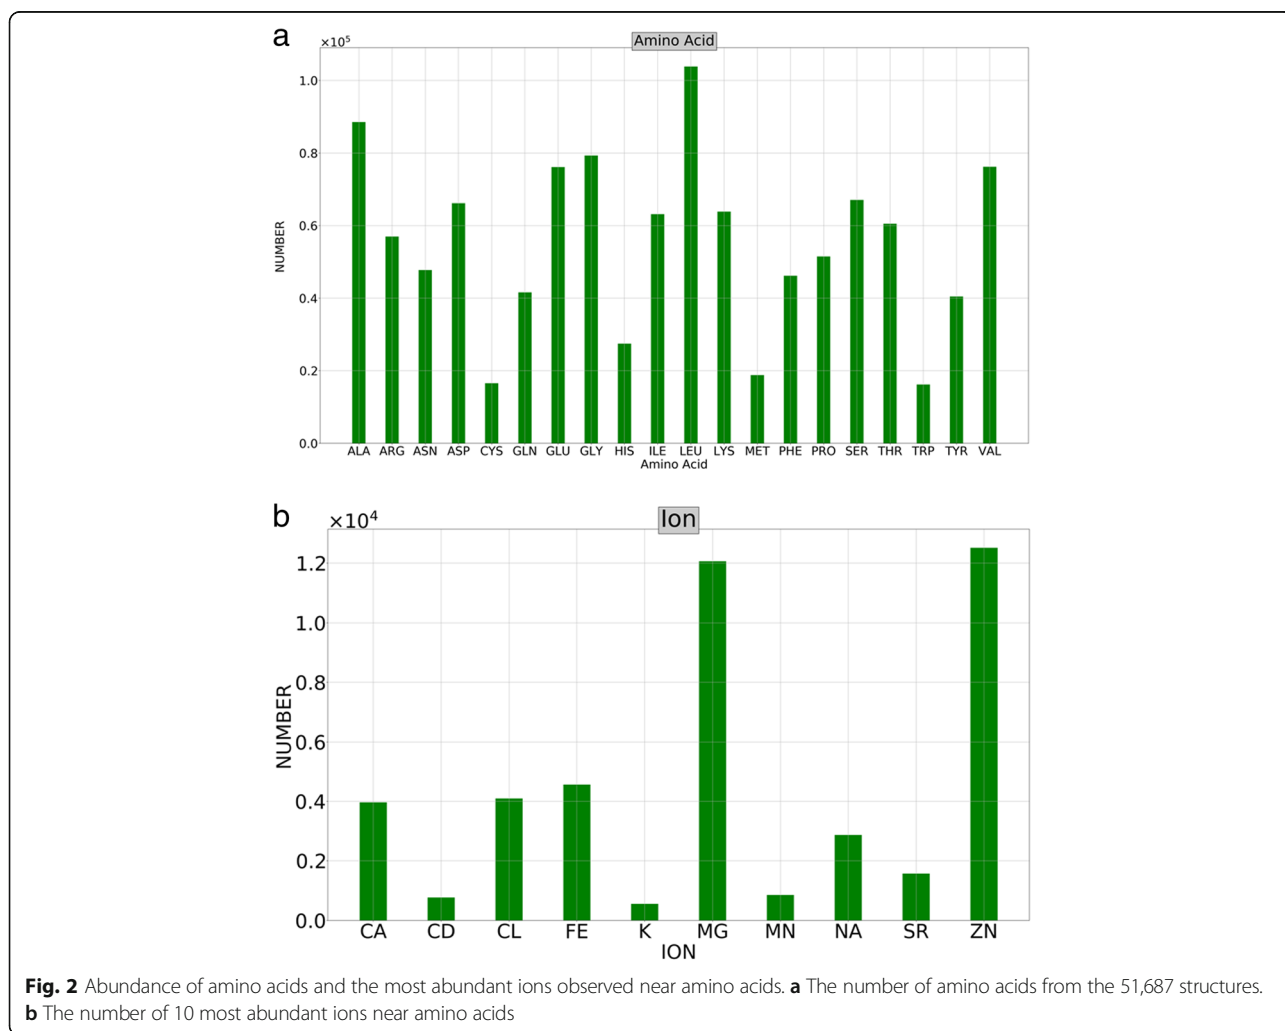 a
×10⁵
Amino Acid
1.0
0.8
0.6
0.4
0.2
0.0
NUMBER
ALA ARG ASN ASP CYS GLN GLU GLY HIS ILE LEU LYS MET PHE PRO SER THR TRP TYR VAL
Amino Acid
b
×10⁴
Ion
1.2
1.0
0.8
0.6
0.4
0.2
0.0
NUMBER
CA CD CL FE K MG MN NA SR ZN
ION
Fig. 2 Abundance of amino acids and the most abundant ions observed near amino acids. a The number of amino acids from the 51,687 structures.
b The number of 10 most abundant ions near amino acids